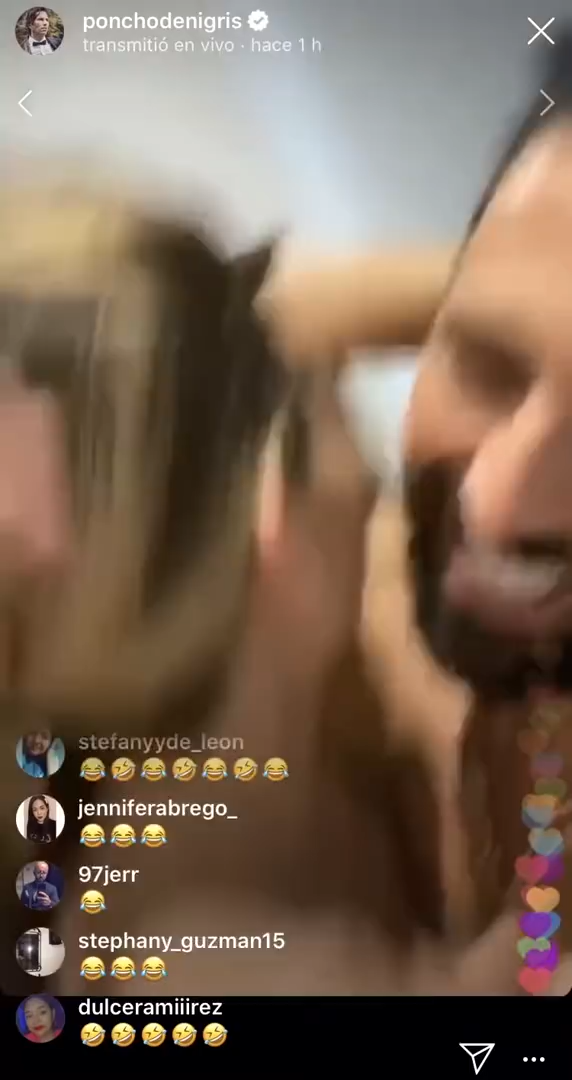 ponchodenigris
transmitió en vivo · hace 1 h
stefanyyde_leon
😂🤣😂🤣😂🤣😂
jenniferabrego_
😂😂😂
97jerr
😂
stephany_guzman15
😂😂😂
dulceramiiirez
🤣🤣🤣🤣🤣